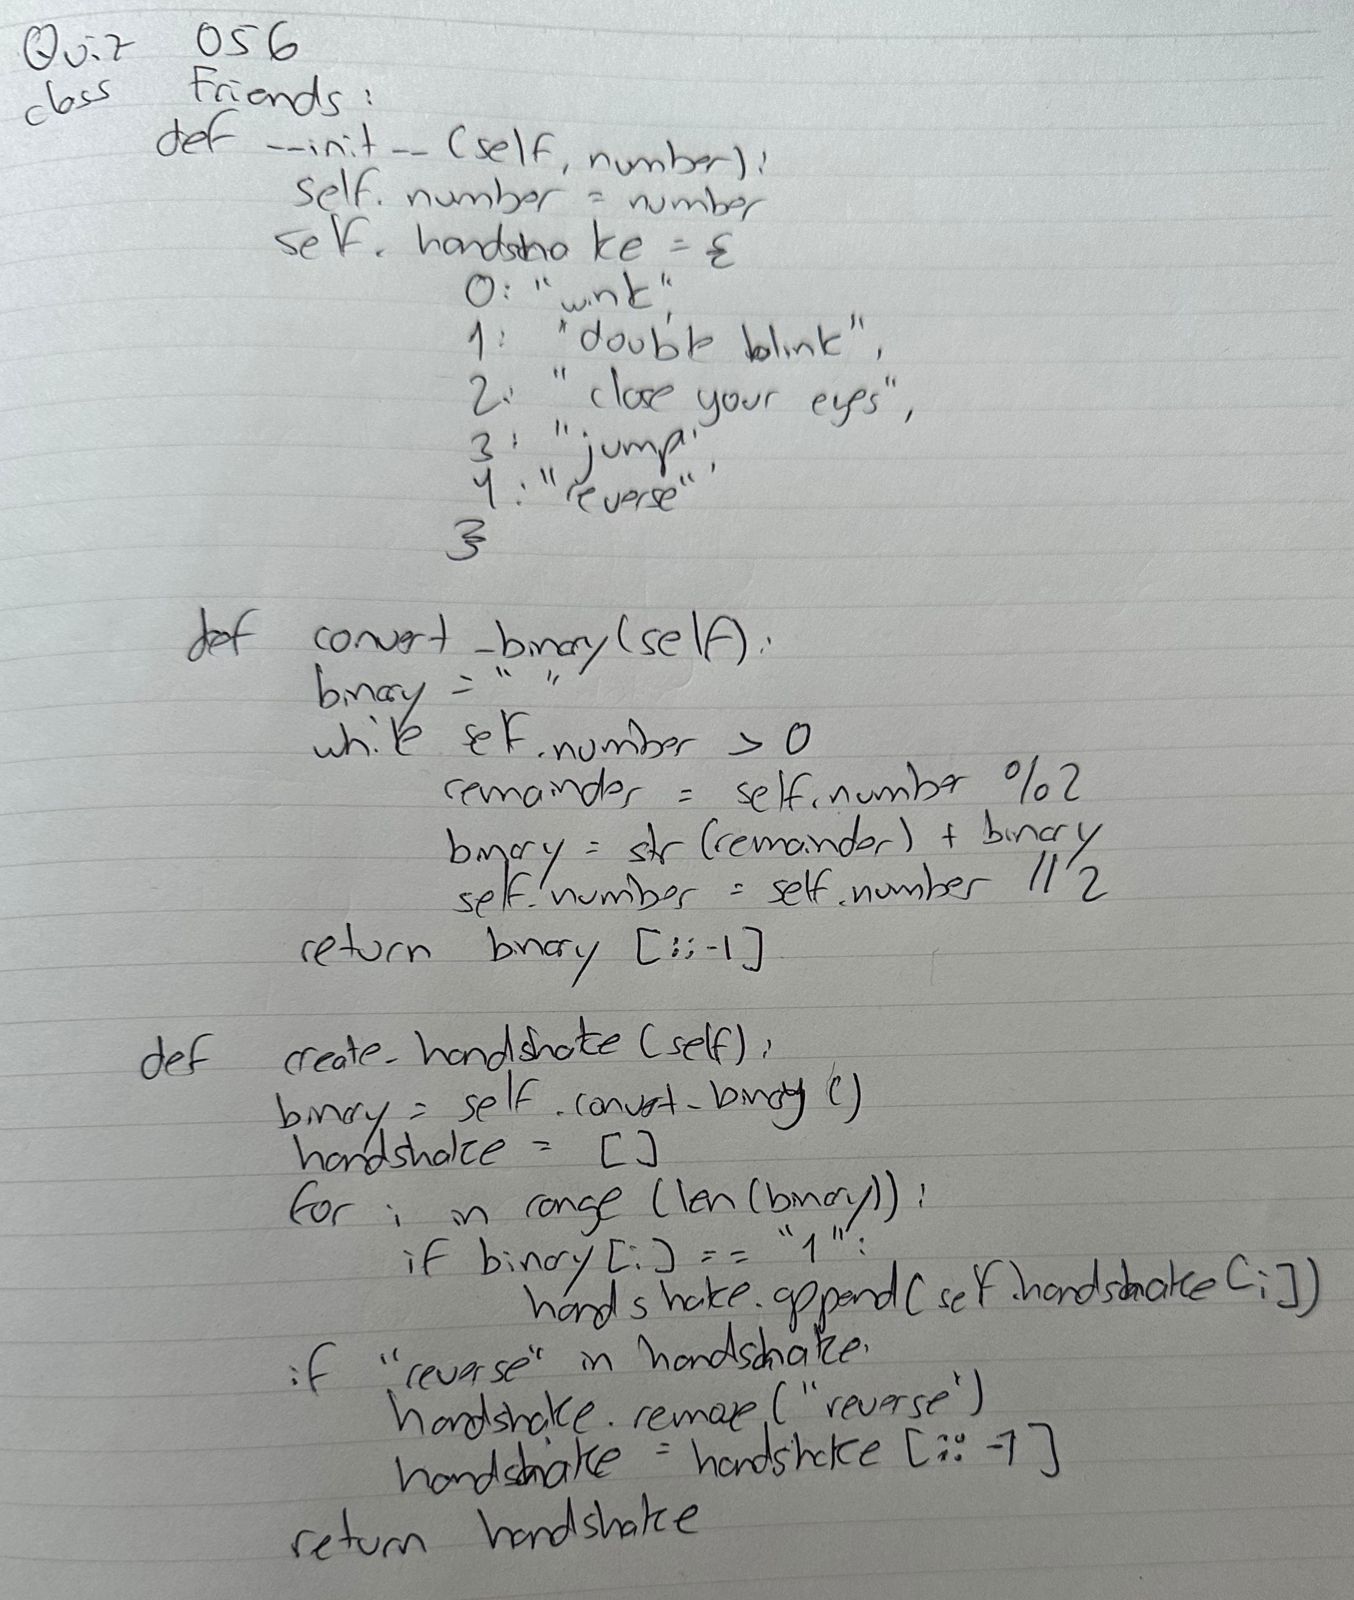 Quiz 056
class Friends:
def __init__(self, number):
self.number = number
self.handshake = {
0: "wink",
1: "double blink",
2: "close your eyes",
3: "jump",
4: "reverse"
}
def convert_binary(self):
binary = " "
while self.number > 0
remainder = self.number % 2
binary = str(remainder) + binary
self.number = self.number // 2
return binary [::-1]
def create_handshake(self):
binary = self.convert_binary()
handshake = []
for i in range (len(binary)):
if binary[i] == "1":
handshake.append(self.handshake[i])
if "reverse" in handshake:
handshake.remove("reverse')
handshake = handshake [::-1]
return handshake